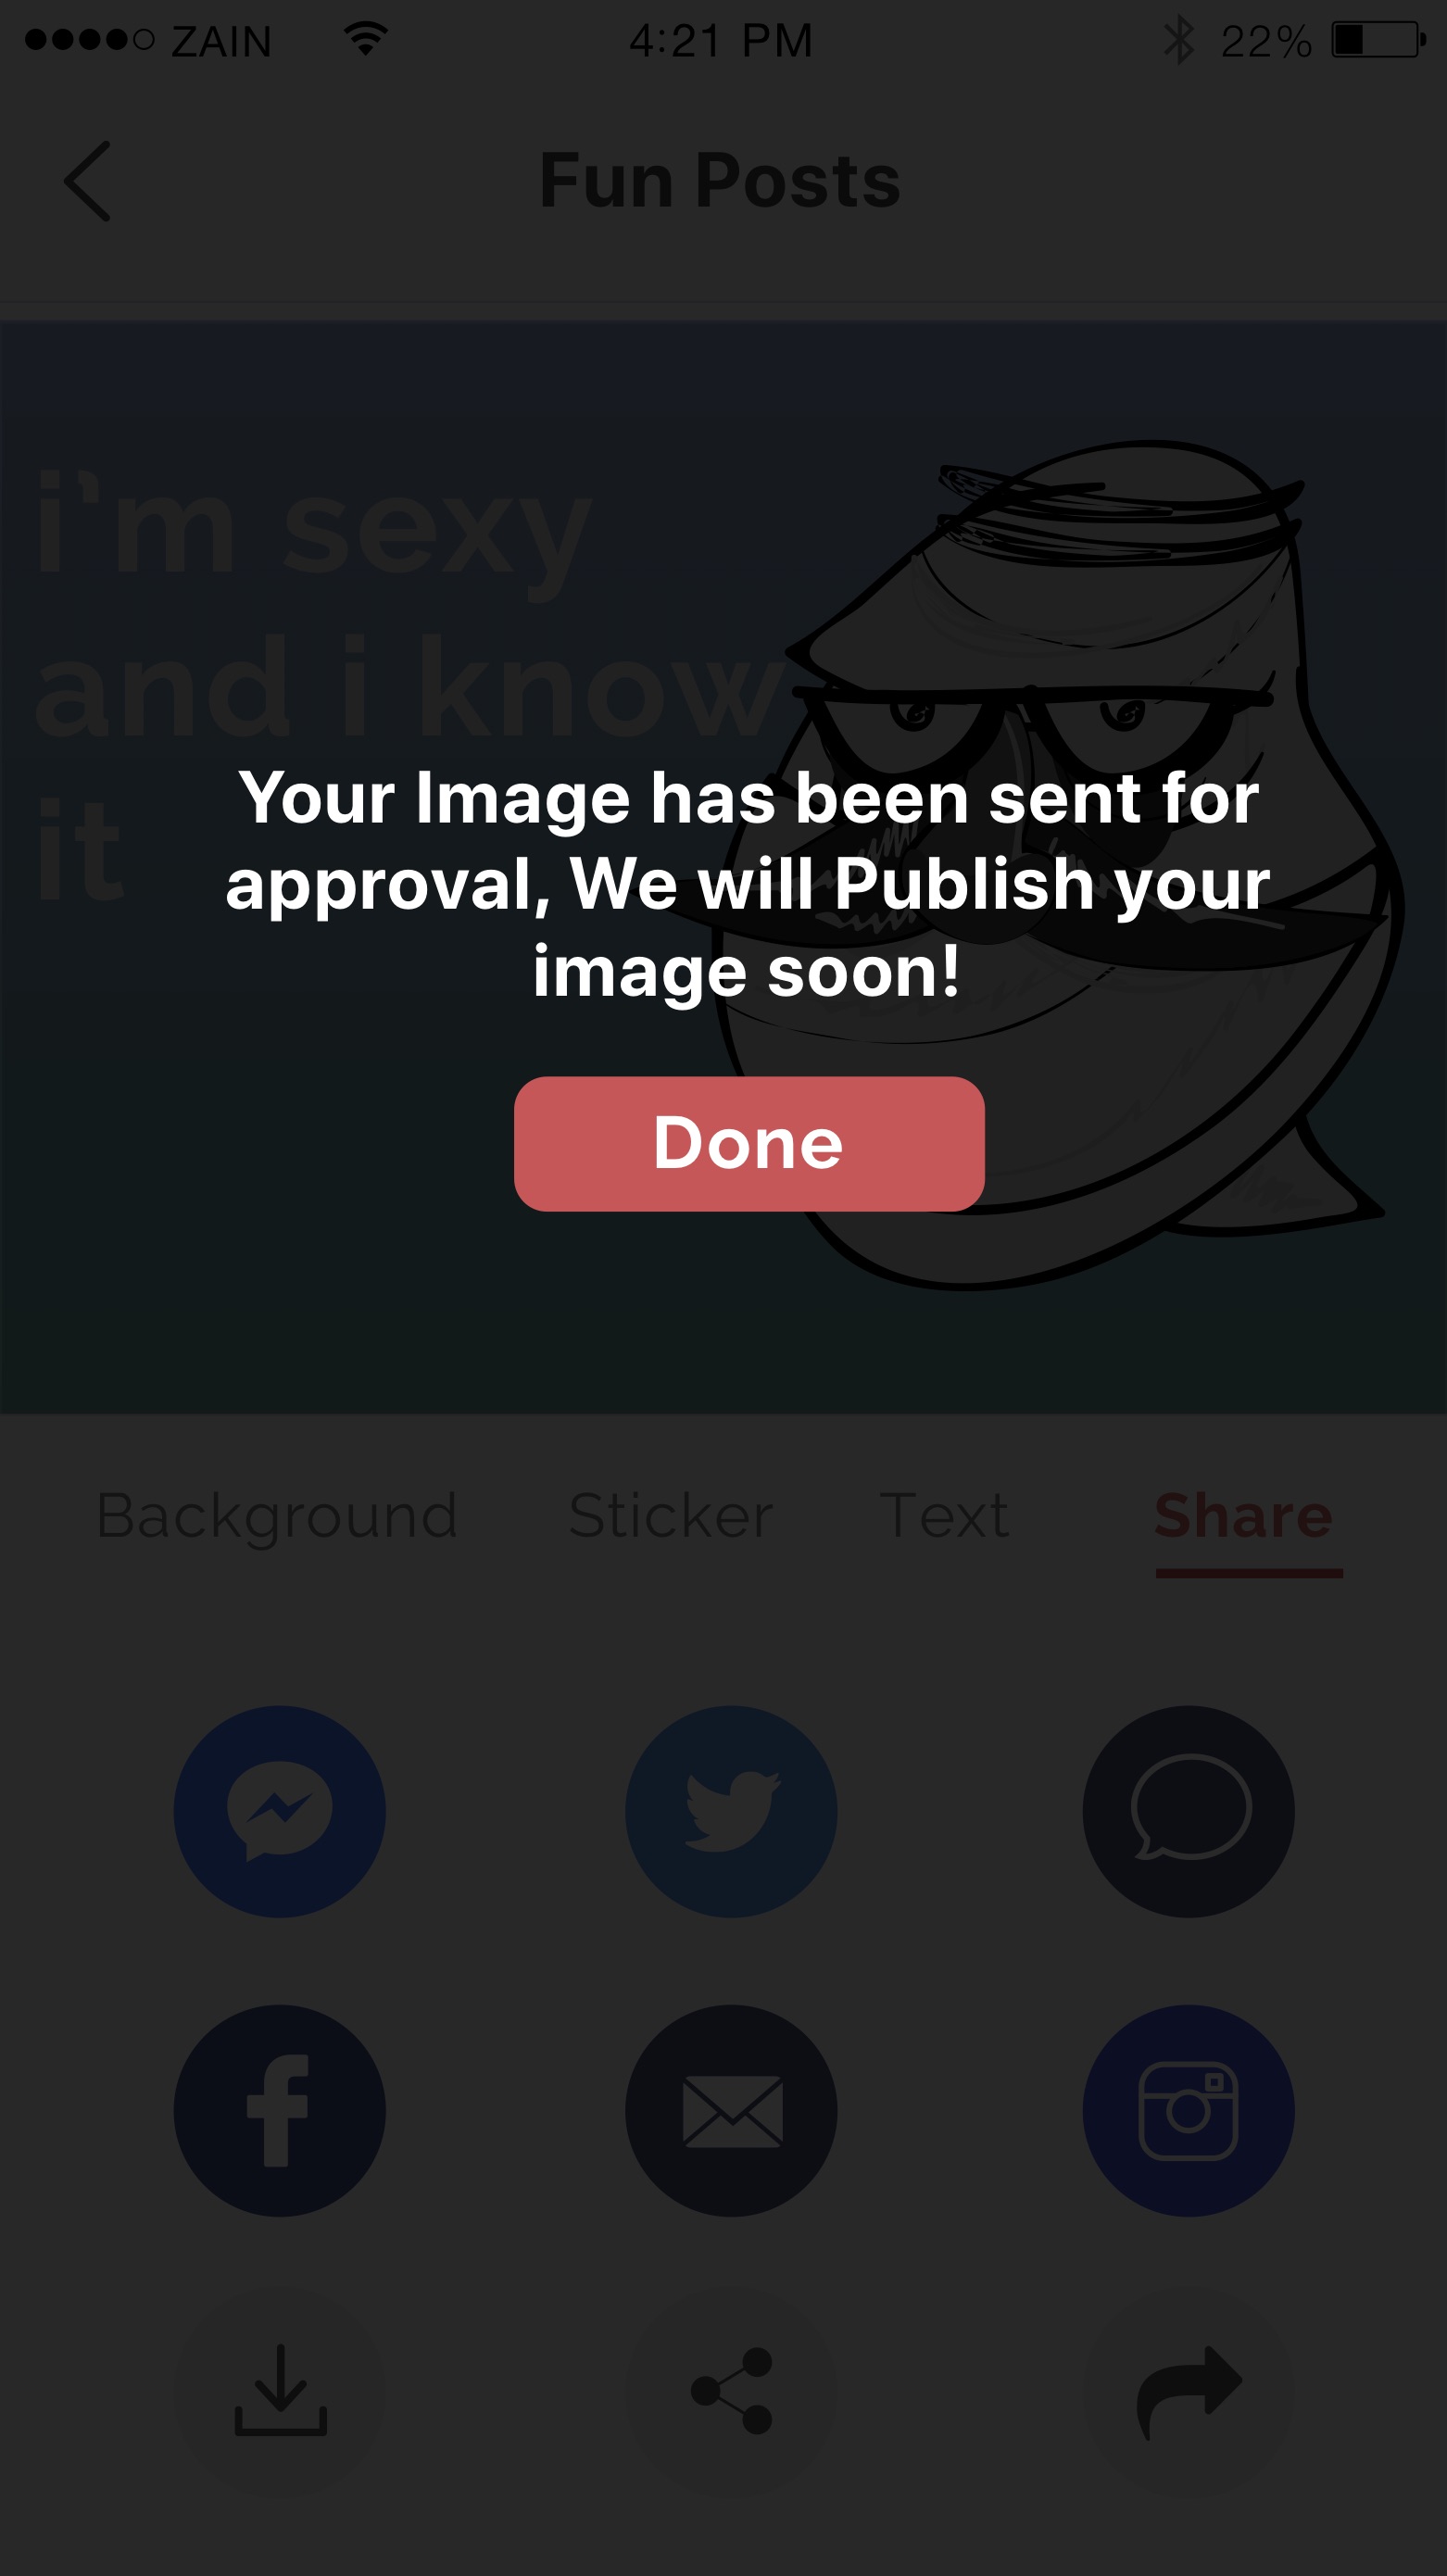 ZAIN 4:21 PM 22%
Fun Posts
i'm sexy
and i know
it
Your Image has been sent for
approval, We will Publish your
image soon!
Done
Background Sticker Text Share